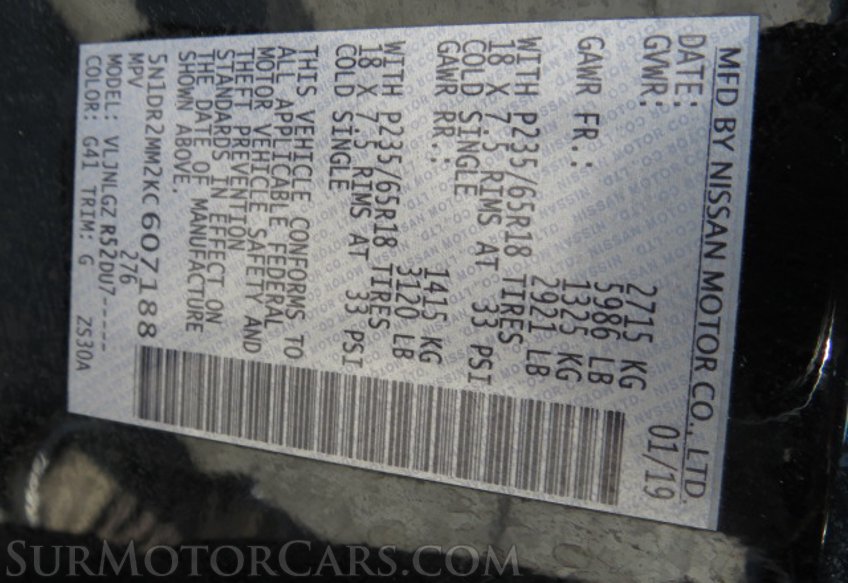 MFD BY NISSAN MOTOR CO., LTD.
DATE: 01/19
GVWR: 2715 KG
5986 LB
GAWR FR.: 1325 KG
2921 LB
WITH P235/65R18 TIRES
18 X 7.5 RIMS AT 33 PSI
COLD SINGLE
GAWR RR.: 1415 KG
3120 LB
WITH P235/65R18 TIRES
18 X 7.5 RIMS AT 33 PSI
COLD SINGLE
THIS VEHICLE CONFORMS TO
ALL APPLICABLE FEDERAL
MOTOR VEHICLE SAFETY AND
THEFT PREVENTION
STANDARDS IN EFFECT ON
THE DATE OF MANUFACTURE
SHOWN ABOVE.
5N1DR2MM2KC607188
MPV 276
MODEL: VLJNLGZ R52DU7-----
COLOR: G41 TRIM: G ZS30A
SurMotorCars.com